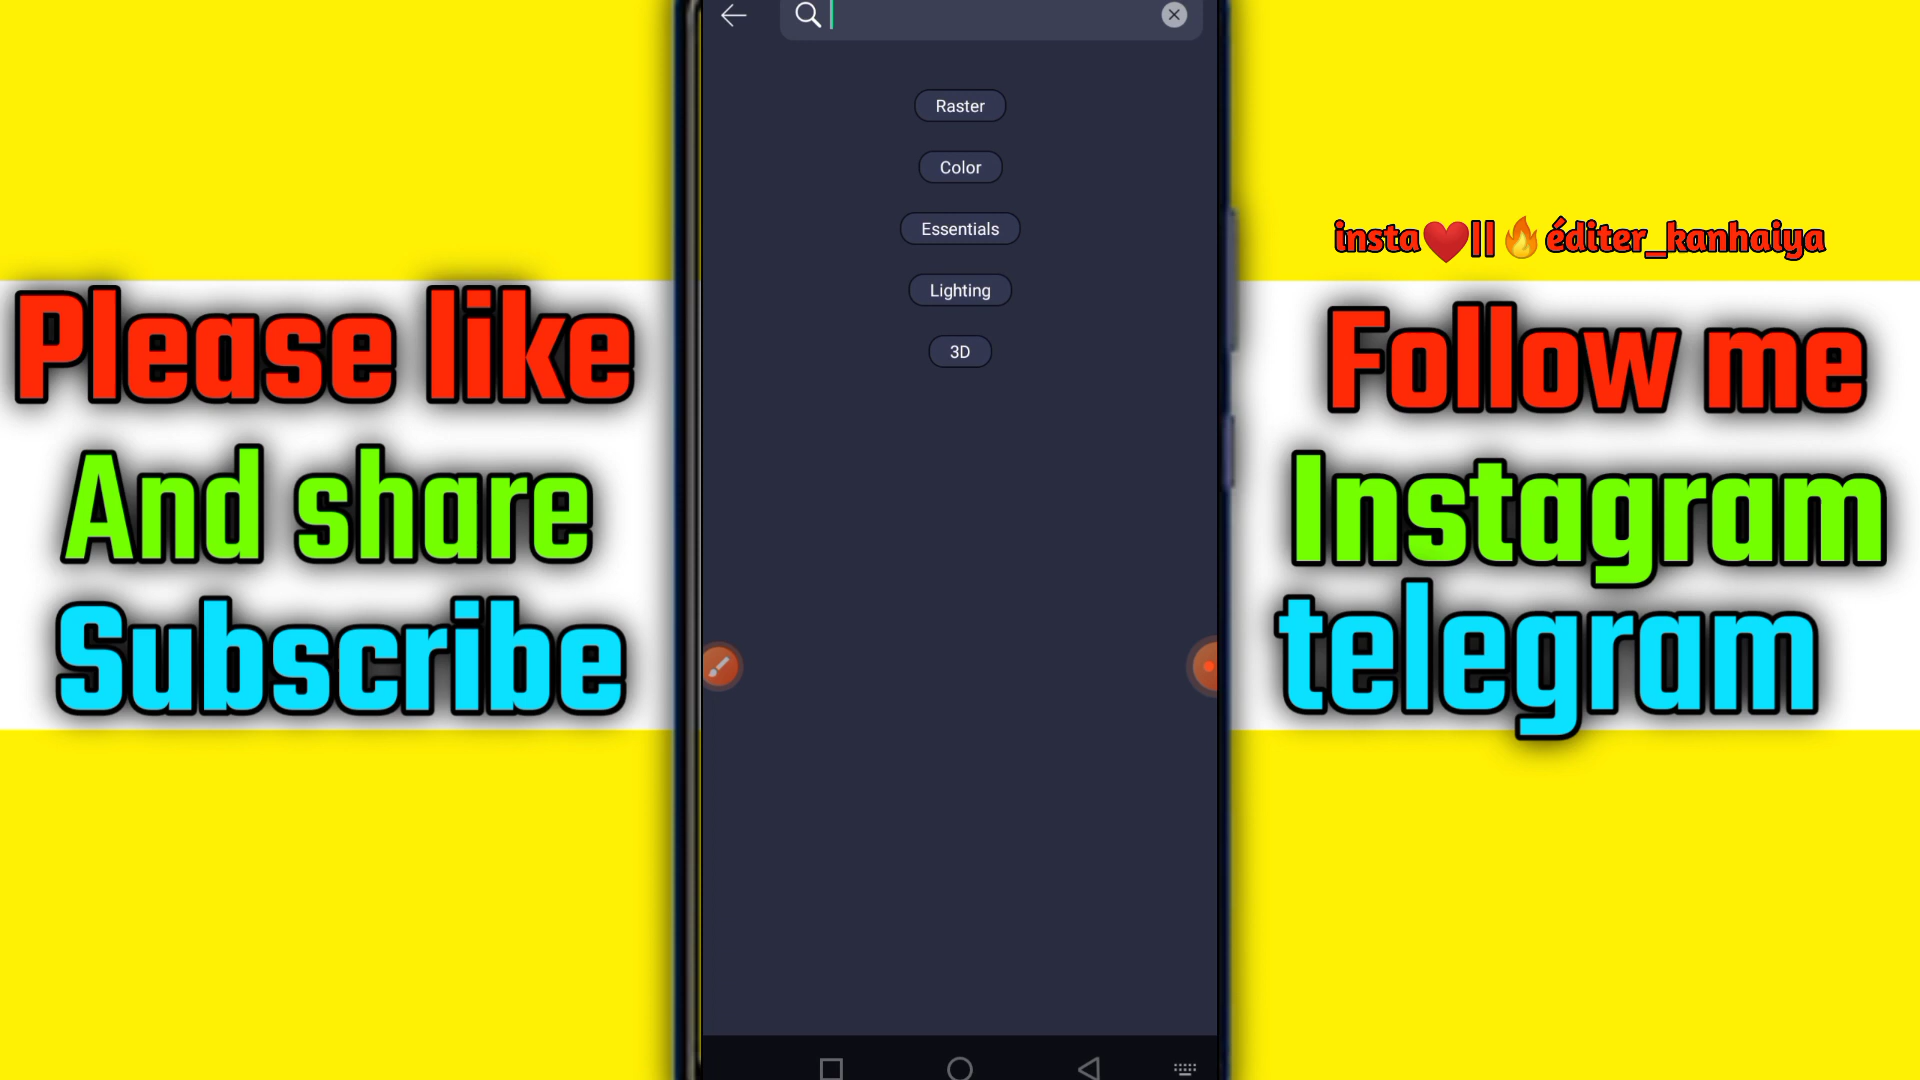 Raster
Color
Essentials
Lighting
3D
Please like
And share
Subscribe
insta❤️||🔥éditer_kanhaiya
Follow me
Instagram
telegram